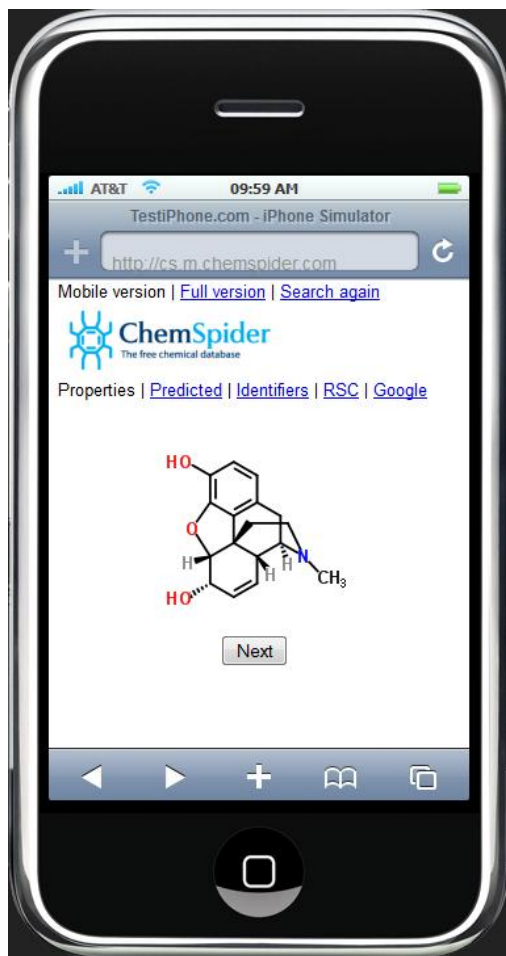 AT&T 09:59 AM
TestiPhone.com - iPhone Simulator
http://cs.m.chemspider.com
Mobile version | Full version | Search again
ChemSpider
The free chemical database
Properties | Predicted | Identifiers | RSC | Google
HO
O
H
H
H
N
CH3
HO
Next